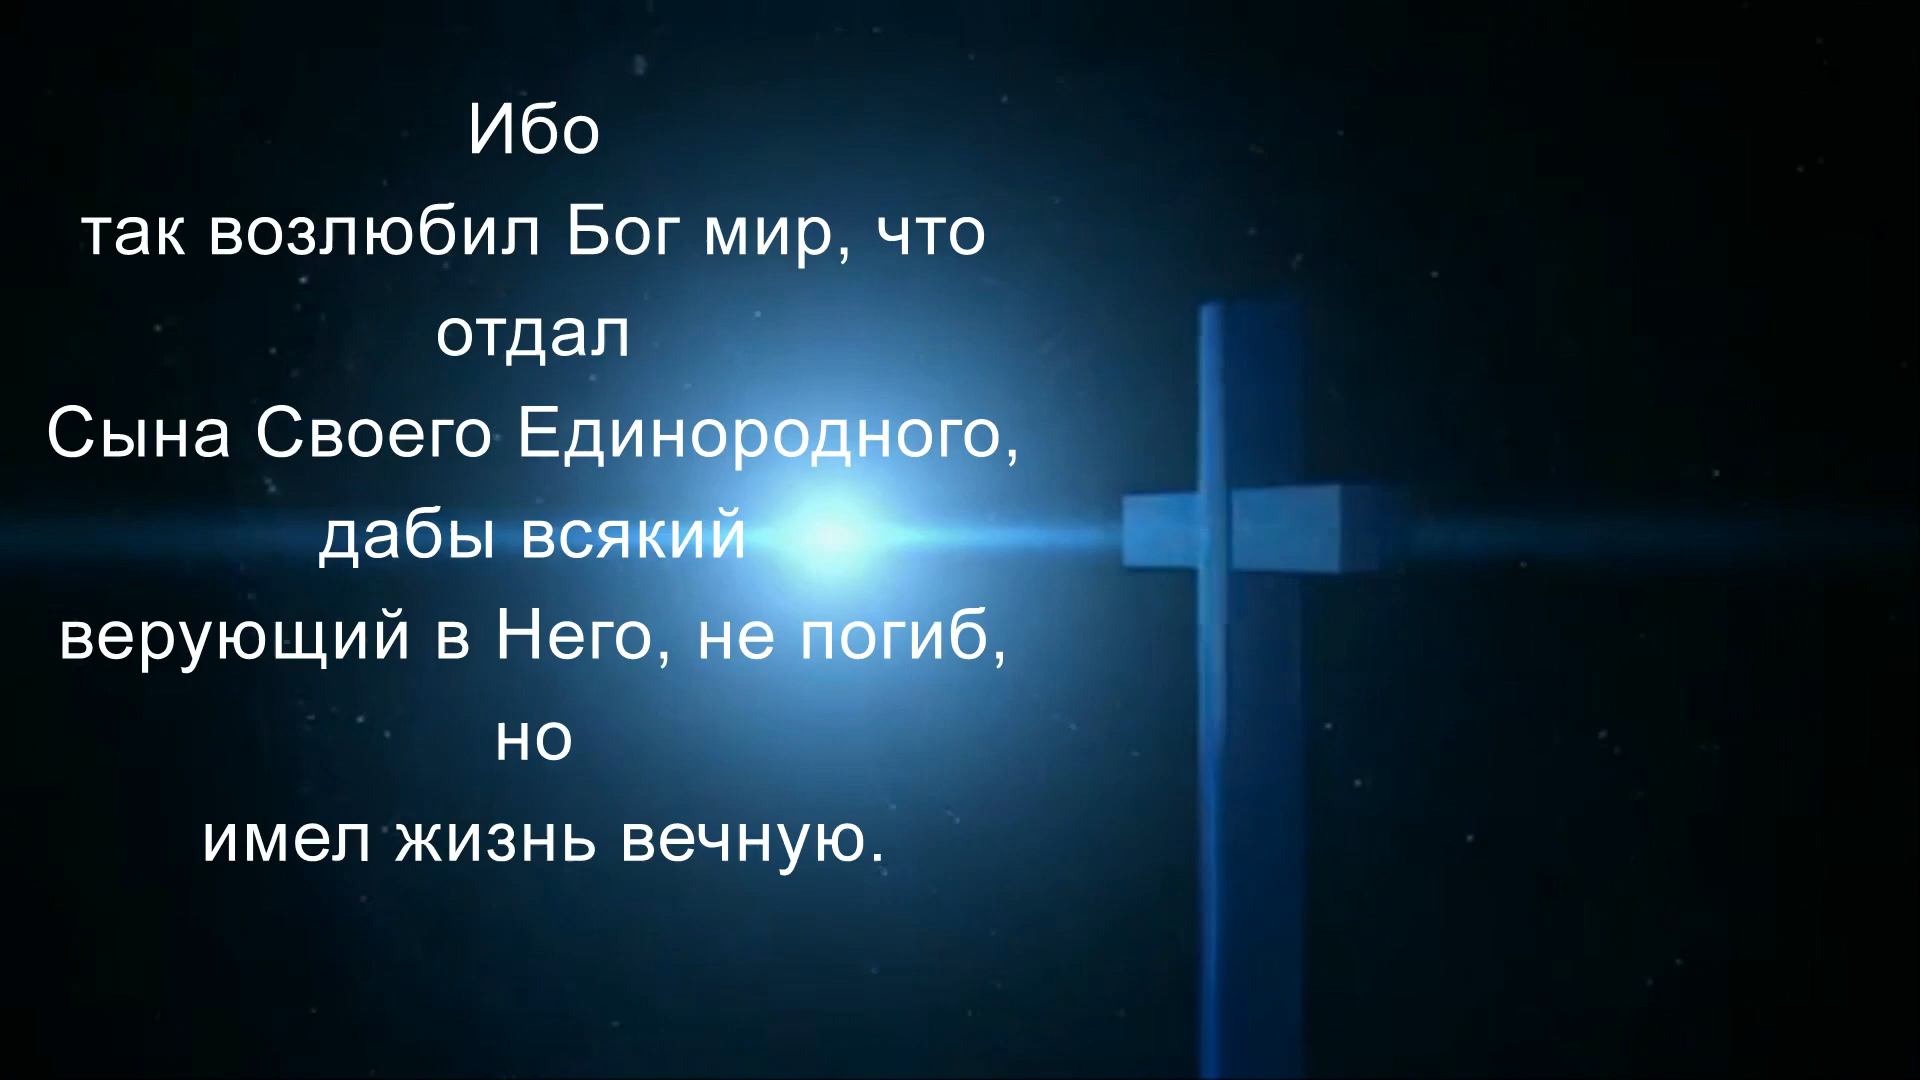 Ибо
так возлюбил Бог мир, что
отдал
Сына Своего Единородного,
дабы всякий
верующий в Него, не погиб,
но
имел жизнь вечную.